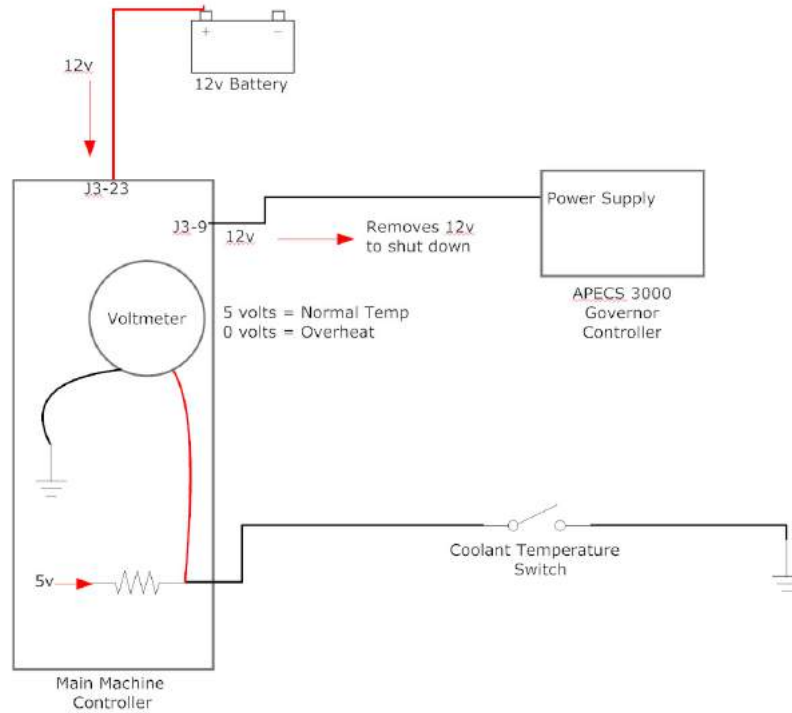 + −
12v Battery
12v
J3-23
J3-9
12v
Removes 12v
to shut down
Power Supply
APECS 3000
Governor
Controller
Voltmeter
5 volts = Normal Temp
0 volts = Overheat
Coolant Temperature
Switch
5v
Main Machine
Controller